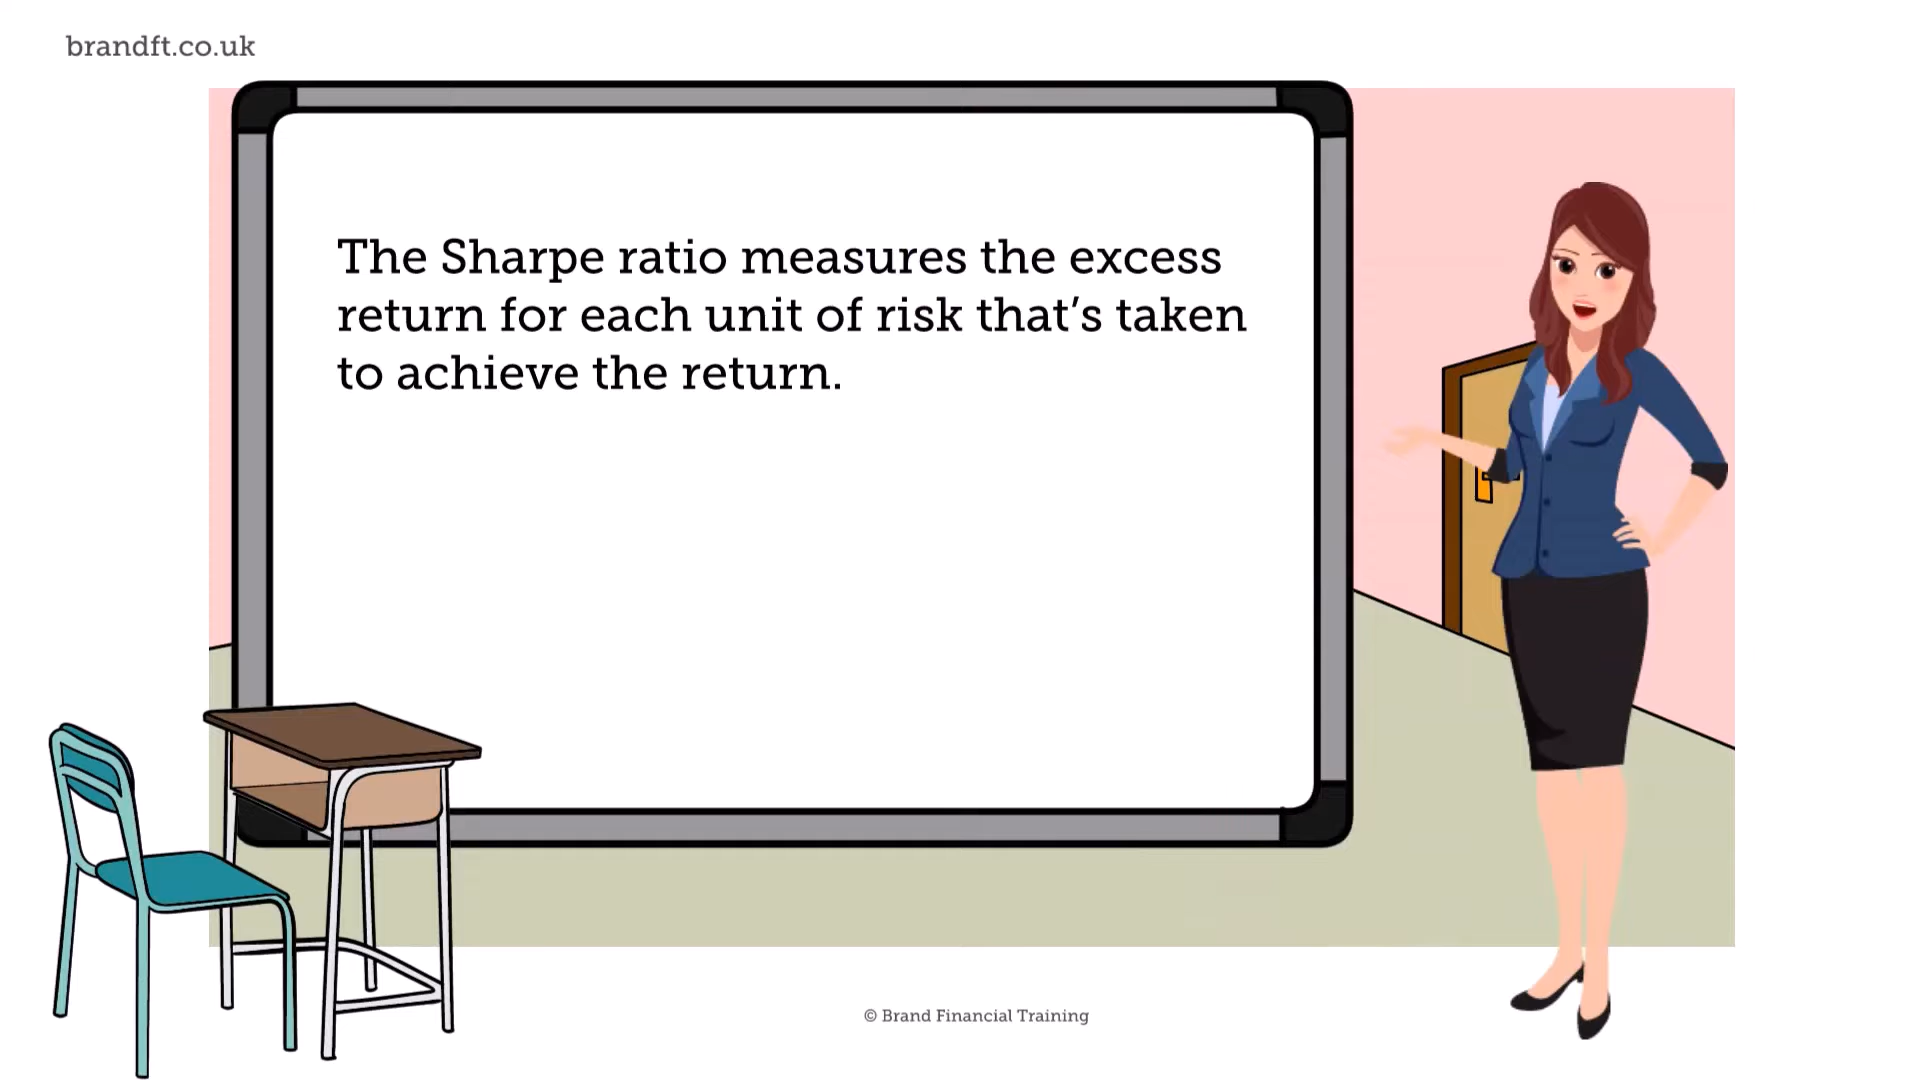 brandft.co.uk
The Sharpe ratio measures the excess
return for each unit of risk that’s taken
to achieve the return.
© Brand Financial Training